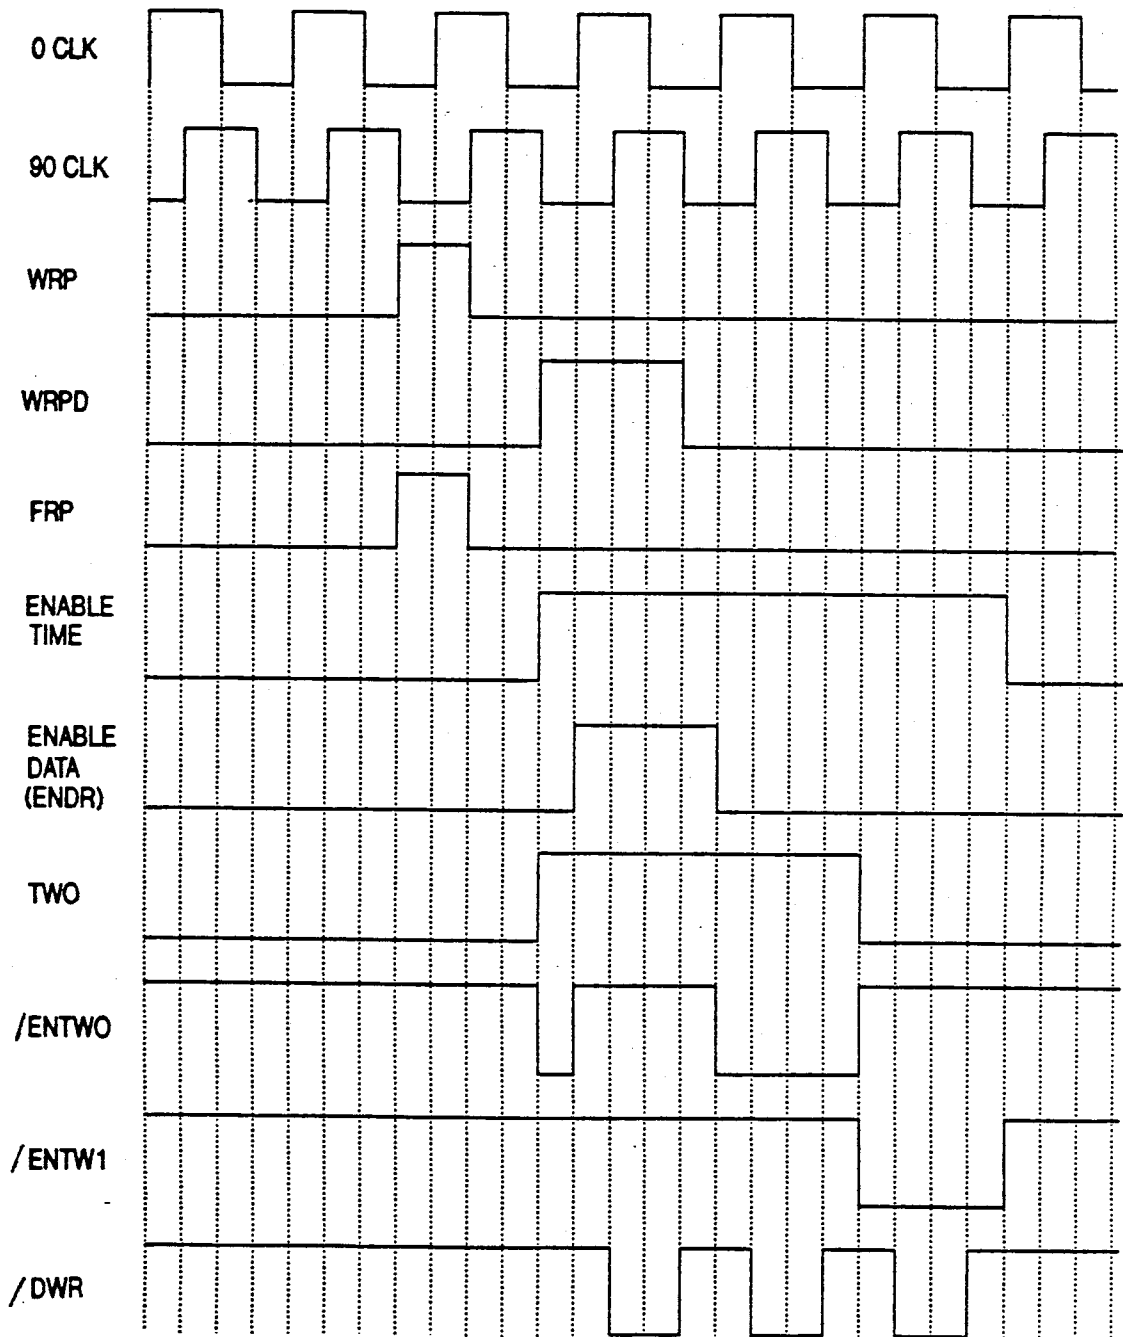 0 CLK
90 CLK
WRP
WRPD
FRP
ENABLE
TIME
ENABLE
DATA
(ENDR)
TWO
/ENTWO
/ENTW1
/DWR